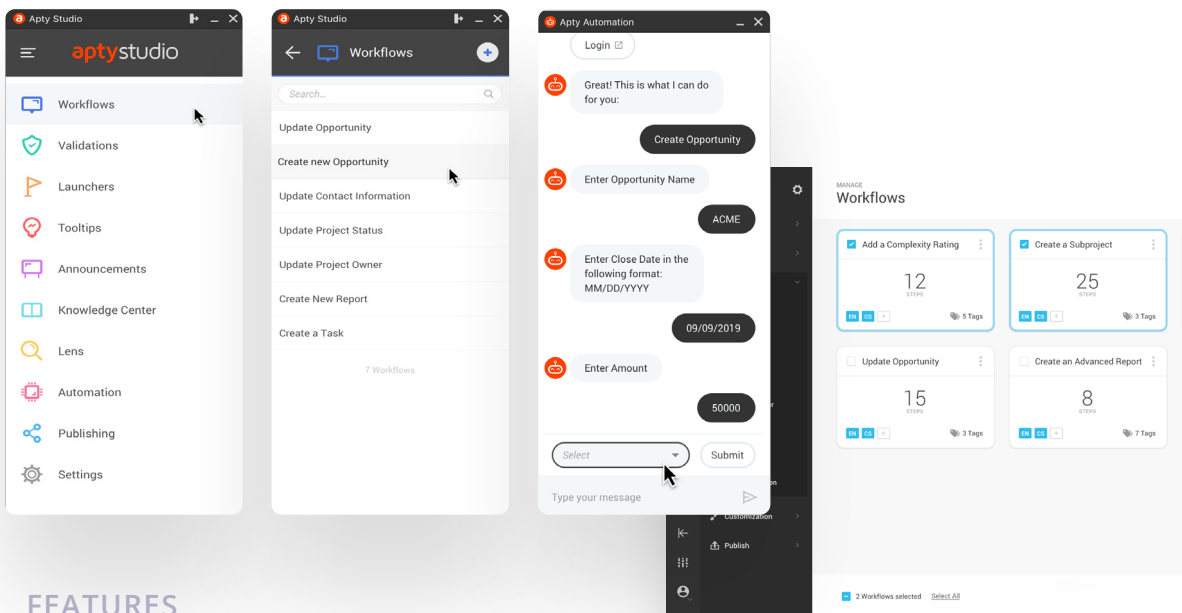 Apty Studio
aptystudio
Workflows
Validations
Launchers
Tooltips
Announcements
Knowledge Center
Lens
Automation
Publishing
Settings
Apty Studio
Workflows
Search...
Update Opportunity
Create new Opportunity
Update Contact Information
Update Project Status
Update Project Owner
Create New Report
Create a Task
7 Workflows
Apty Automation
Login
Great! This is what I can do
for you:
Create Opportunity
Enter Opportunity Name
ACME
Enter Close Date in the
following format:
MM/DD/YYYY
09/09/2019
Enter Amount
50000
Select
Submit
Type your message
Customization
Publish
MANAGE
Workflows
Add a Complexity Rating
12
STEPS
EN CS + 5 Tags
Create a Subproject
25
STEPS
EN CS + 3 Tags
Update Opportunity
15
STEPS
EN CS + 3 Tags
Create an Advanced Report
8
STEPS
EN CS + 7 Tags
2 Workflows selected Select All
FEATURES